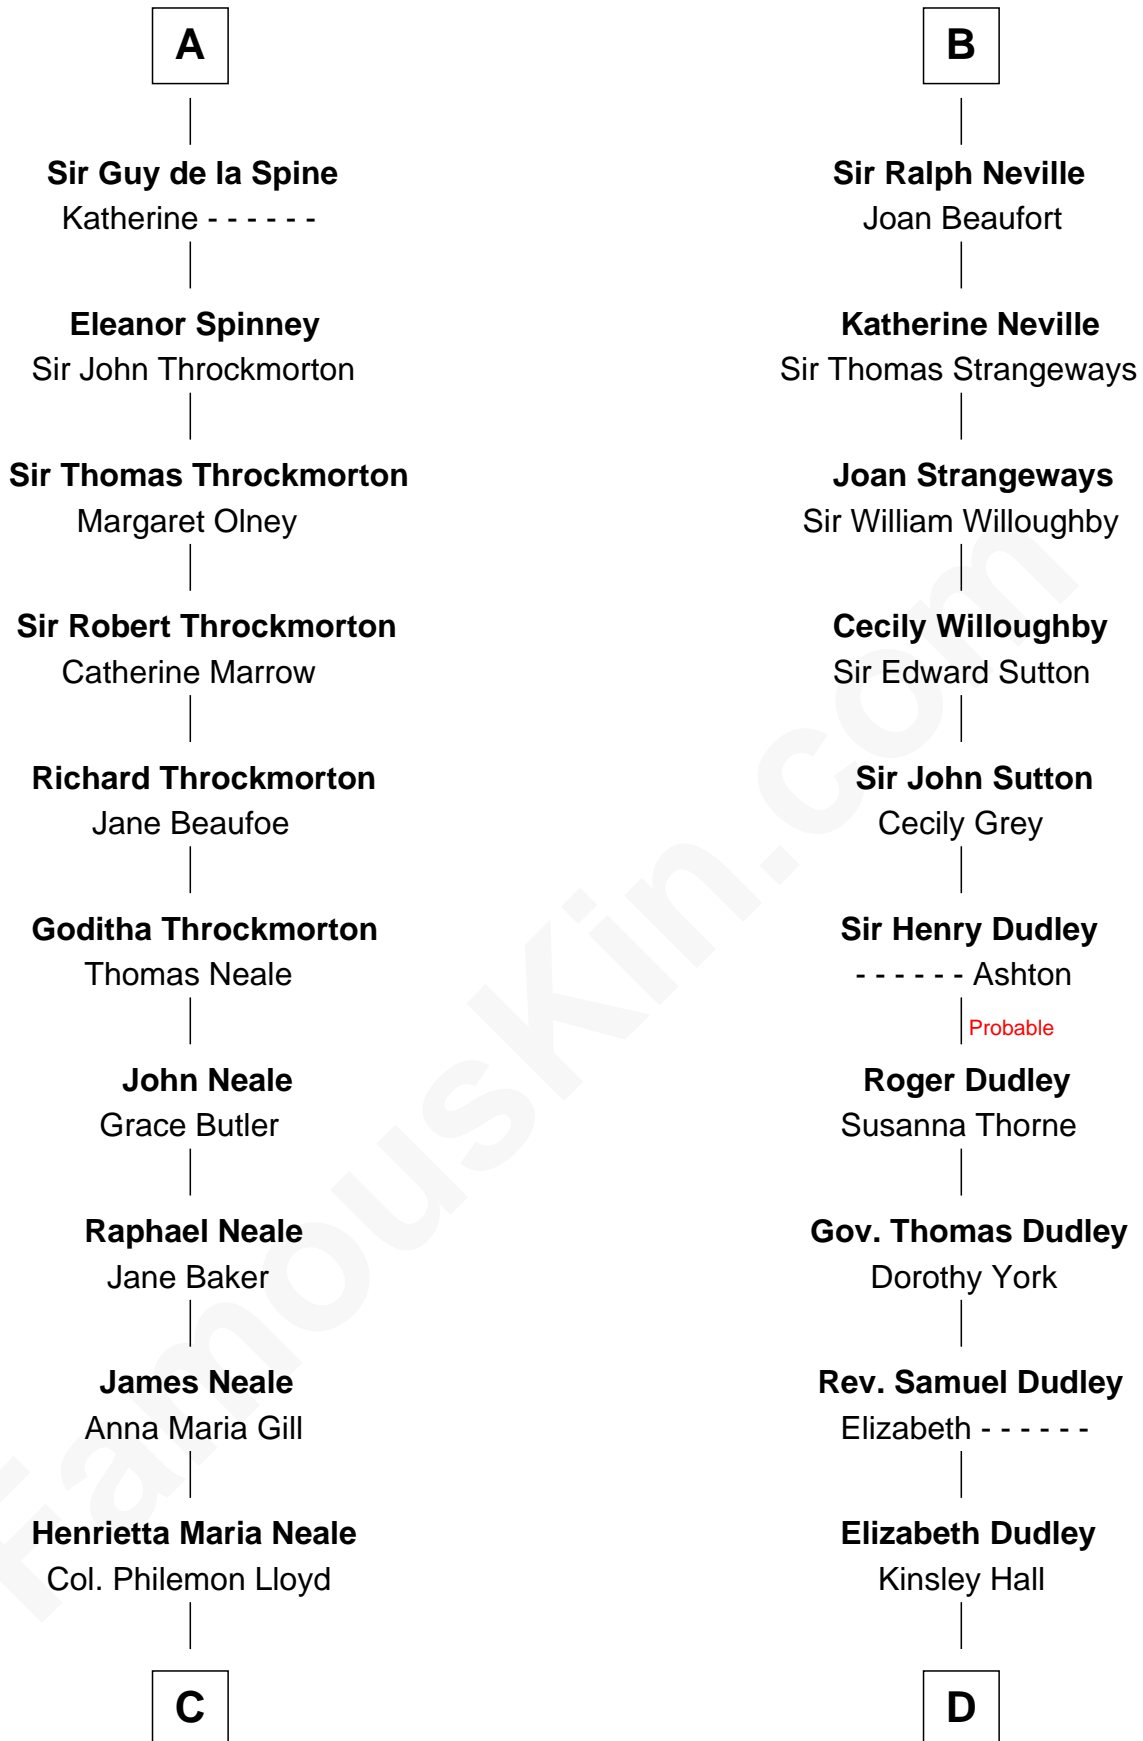 A
Sir Guy de la Spine
Katherine - - - - - -
Eleanor Spinney
Sir John Throckmorton
Sir Thomas Throckmorton
Margaret Olney
Sir Robert Throckmorton
Catherine Marrow
Richard Throckmorton
Jane Beaufoe
Goditha Throckmorton
Thomas Neale
John Neale
Grace Butler
Raphael Neale
Jane Baker
James Neale
Anna Maria Gill
Henrietta Maria Neale
Col. Philemon Lloyd
C
B
Sir Ralph Neville
Joan Beaufort
Katherine Neville
Sir Thomas Strangeways
Joan Strangeways
Sir William Willoughby
Cecily Willoughby
Sir Edward Sutton
Sir John Sutton
Cecily Grey
Sir Henry Dudley
- - - - - - Ashton
Probable
Roger Dudley
Susanna Thorne
Gov. Thomas Dudley
Dorothy York
Rev. Samuel Dudley
Elizabeth - - - - - -
Elizabeth Dudley
Kinsley Hall
D
FamousKin.com